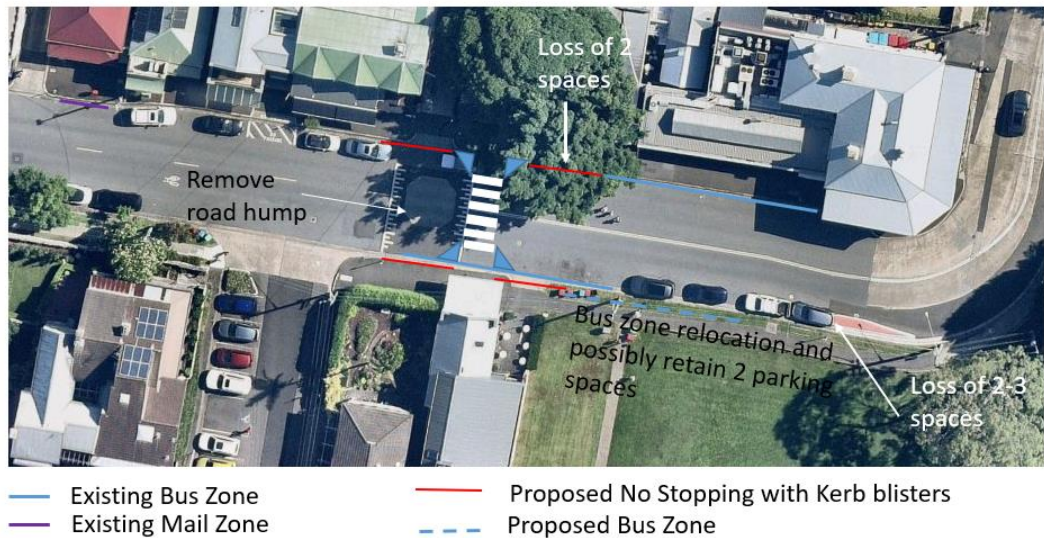 Loss of 2
spaces
Remove
road hump
Bus zone relocation and
possibly retain 2 parking
spaces
Loss of 2-3
spaces
Existing Bus Zone
Existing Mail Zone
Proposed No Stopping with Kerb blisters
Proposed Bus Zone